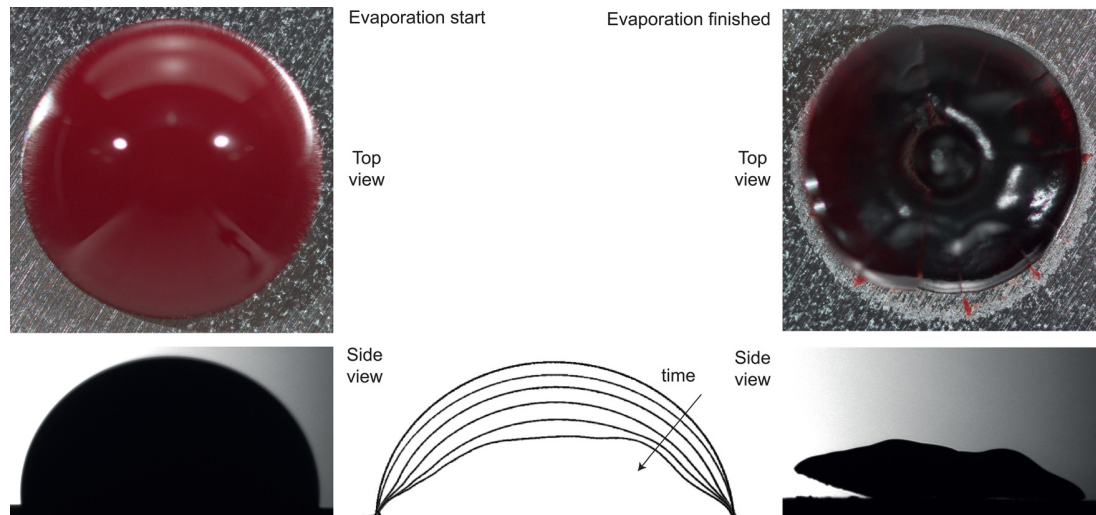 Evaporation start
Evaporation finished
Top
view
Top
view
Side
view
time
Side
view